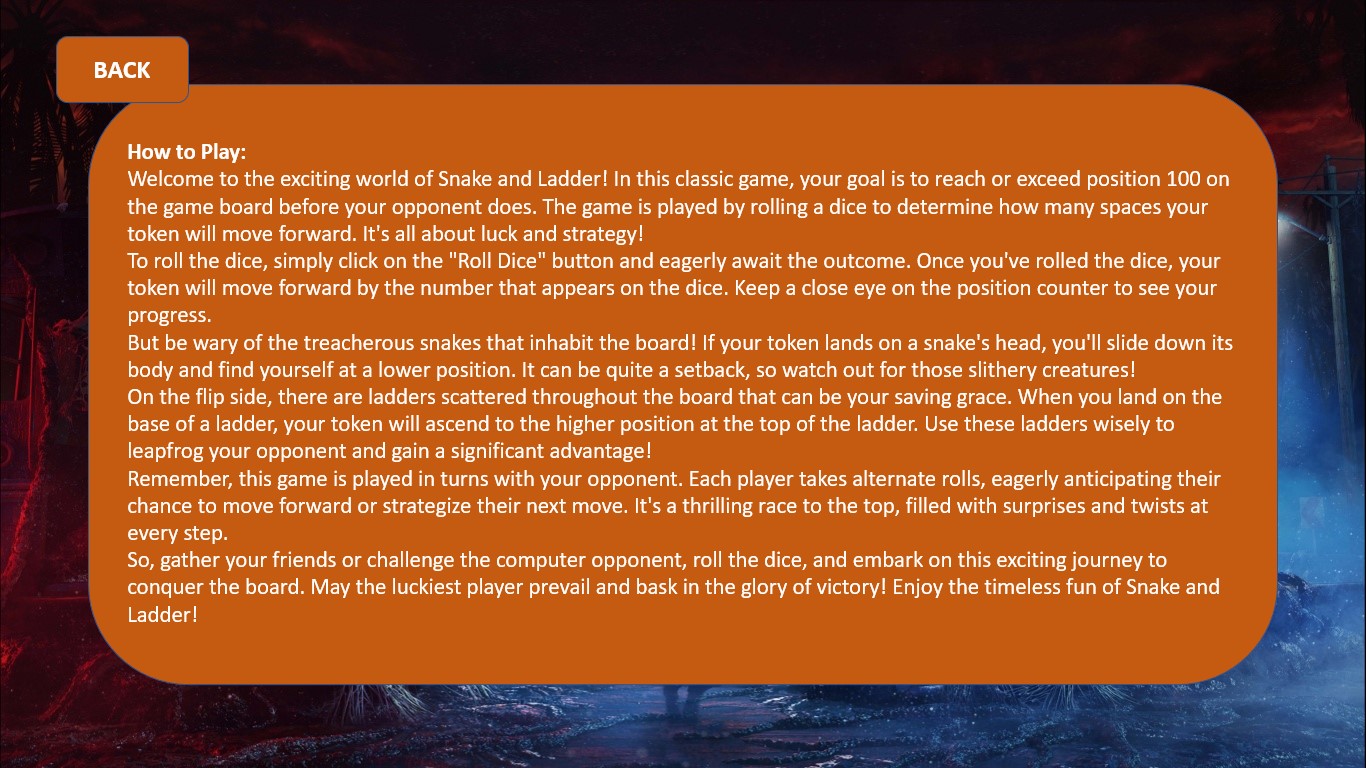 BACK
How to Play:
Welcome to the exciting world of Snake and Ladder! In this classic game, your goal is to reach or exceed position 100 on
the game board before your opponent does. The game is played by rolling a dice to determine how many spaces your
token will move forward. It's all about luck and strategy!
To roll the dice, simply click on the "Roll Dice" button and eagerly await the outcome. Once you've rolled the dice, your
token will move forward by the number that appears on the dice. Keep a close eye on the position counter to see your
progress.
But be wary of the treacherous snakes that inhabit the board! If your token lands on a snake's head, you'll slide down its
body and find yourself at a lower position. It can be quite a setback, so watch out for those slithery creatures!
On the flip side, there are ladders scattered throughout the board that can be your saving grace. When you land on the
base of a ladder, your token will ascend to the higher position at the top of the ladder. Use these ladders wisely to
leapfrog your opponent and gain a significant advantage!
Remember, this game is played in turns with your opponent. Each player takes alternate rolls, eagerly anticipating their
chance to move forward or strategize their next move. It's a thrilling race to the top, filled with surprises and twists at
every step.
So, gather your friends or challenge the computer opponent, roll the dice, and embark on this exciting journey to
conquer the board. May the luckiest player prevail and bask in the glory of victory! Enjoy the timeless fun of Snake and
Ladder!